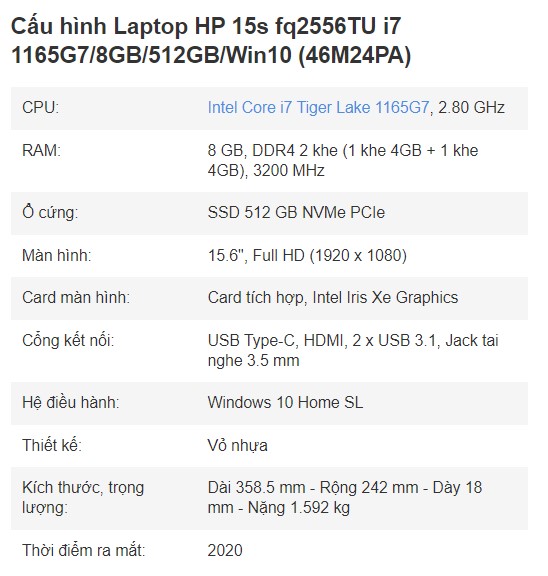 Cấu hình Laptop HP 15s fq2556TU i7
1165G7/8GB/512GB/Win10 (46M24PA)
CPU: Intel Core i7 Tiger Lake 1165G7, 2.80 GHz
RAM: 8 GB, DDR4 2 khe (1 khe 4GB + 1 khe
4GB), 3200 MHz
Ổ cứng: SSD 512 GB NVMe PCIe
Màn hình: 15.6", Full HD (1920 x 1080)
Card màn hình: Card tích hợp, Intel Iris Xe Graphics
Cổng kết nối: USB Type-C, HDMI, 2 x USB 3.1, Jack tai
nghe 3.5 mm
Hệ điều hành: Windows 10 Home SL
Thiết kế: Vỏ nhựa
Kích thước, trọng
lượng:
Dài 358.5 mm - Rộng 242 mm - Dày 18
mm - Nặng 1.592 kg
Thời điểm ra mắt: 2020